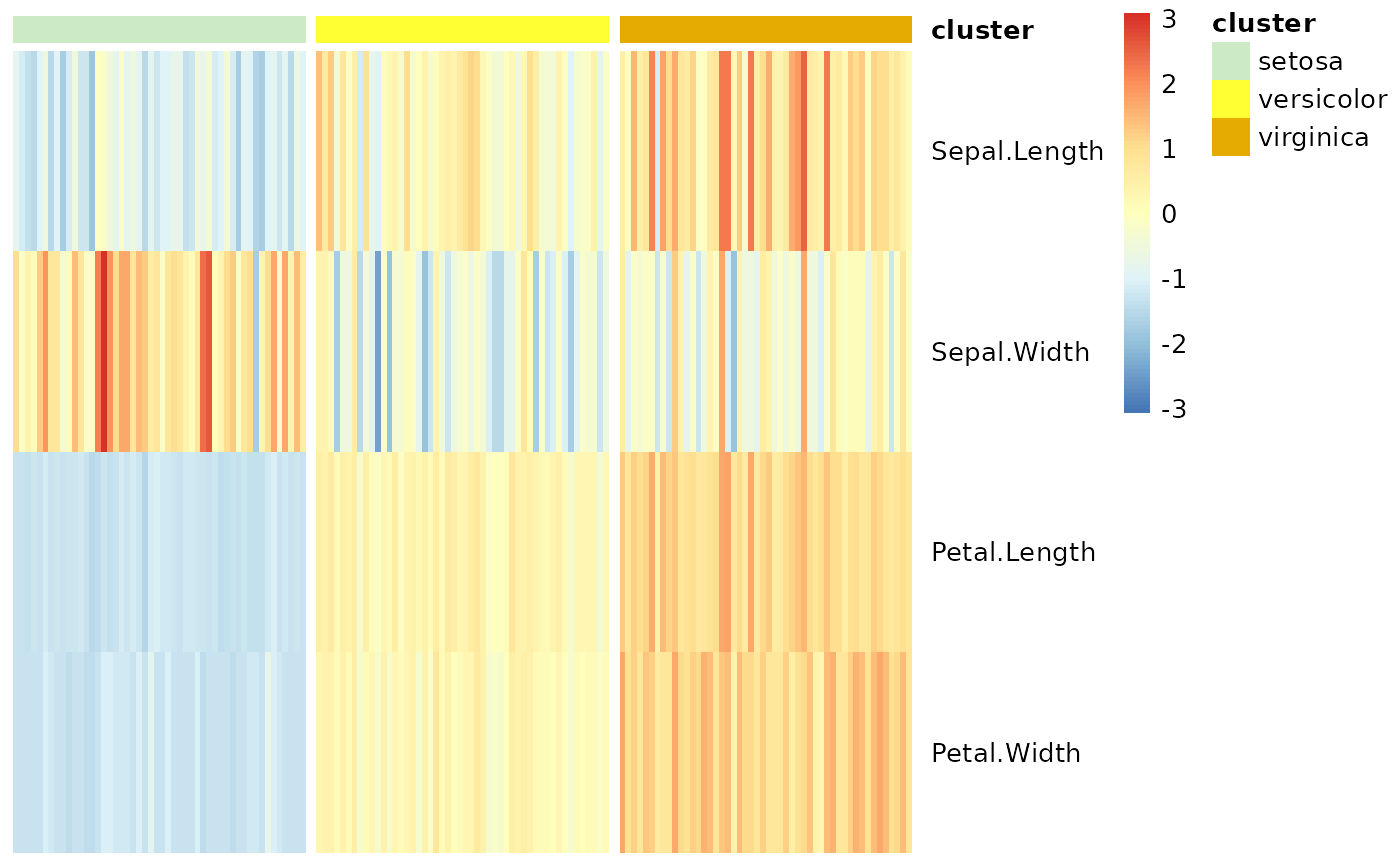 cluster
Sepal.Length
Sepal.Width
Petal.Length
Petal.Width
3
2
1
0
-1
-2
-3
cluster
setosa
versicolor
virginica